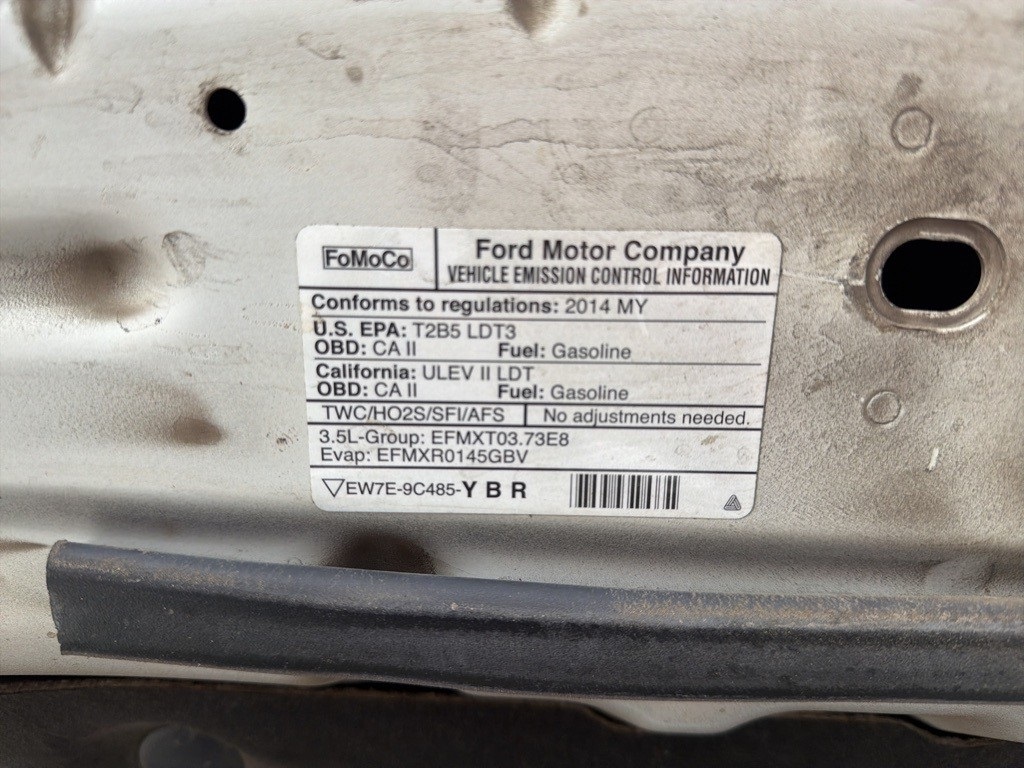 FoMoCo
Ford Motor Company
VEHICLE EMISSION CONTROL INFORMATION
Conforms to regulations: 2014 MY
U.S. EPA: T2B5 LDT3
OBD: CA II Fuel: Gasoline
California: ULEV II LDT
OBD: CA II Fuel: Gasoline
TWC/HO2S/SFI/AFS No adjustments needed.
3.5L-Group: EFMXT03.73E8
Evap: EFMXR0145GBV
EW7E-9C485-Y B R